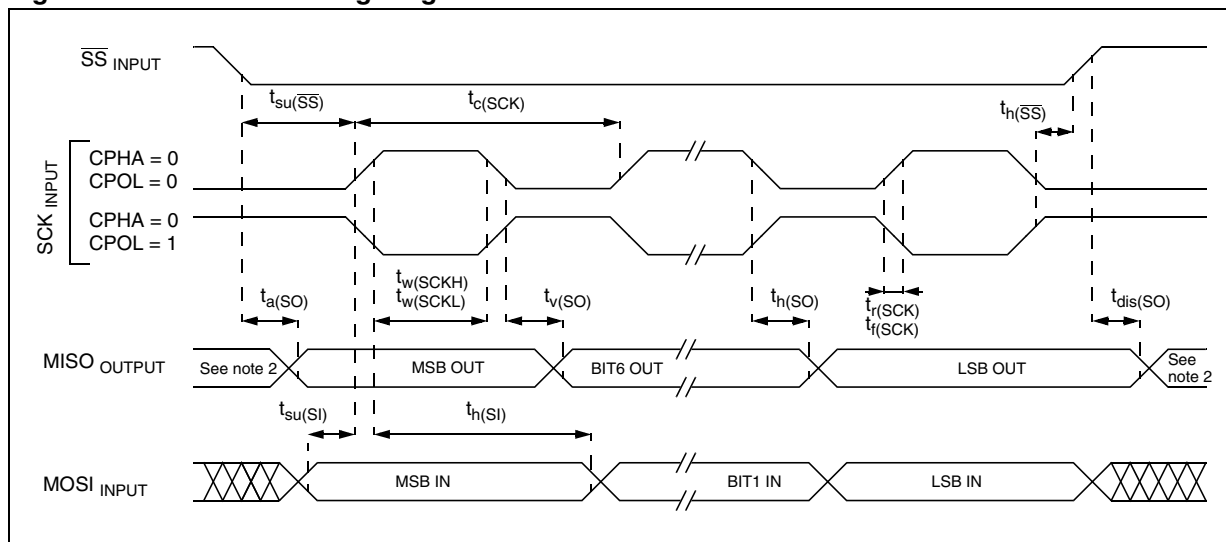 SS INPUT
tsu(SS)
tc(SCK)
th(SS)
SCK INPUT
CPHA = 0
CPOL = 0
CPHA = 0
CPOL = 1
ta(SO)
tw(SCKH)
tw(SCKL)
tv(SO)
th(SO)
tr(SCK)
tf(SCK)
tdis(SO)
MISO OUTPUT
See note 2
MSB OUT
BIT6 OUT
LSB OUT
See
note 2
tsu(SI)
th(SI)
MOSI INPUT
MSB IN
BIT1 IN
LSB IN